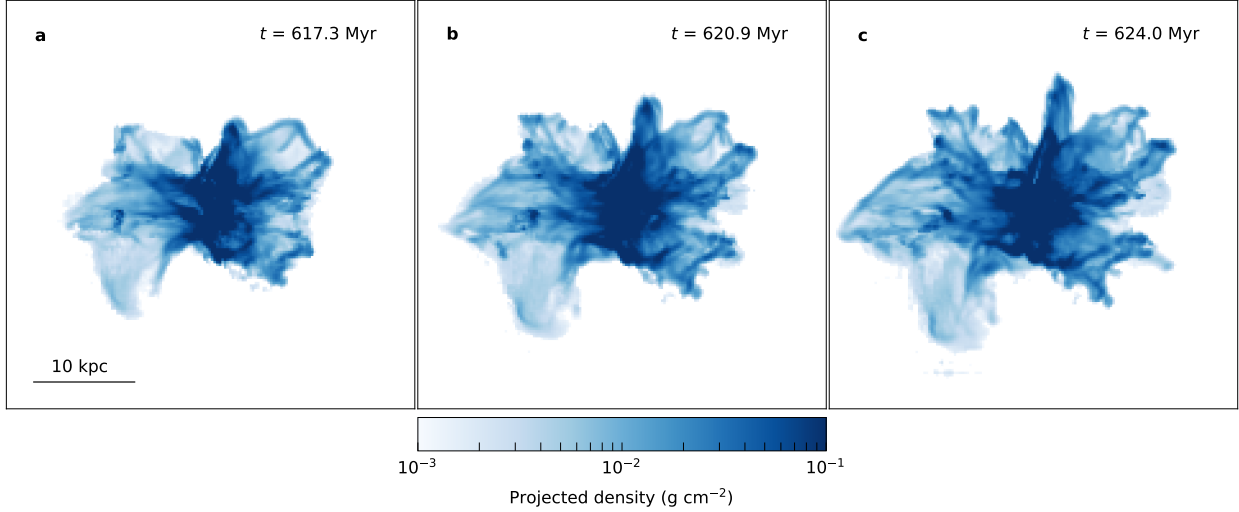 a t = 617.3 Myr
b t = 620.9 Myr
c t = 624.0 Myr
10 kpc
10⁻³ 10⁻² 10⁻¹
Projected density (g cm⁻²)